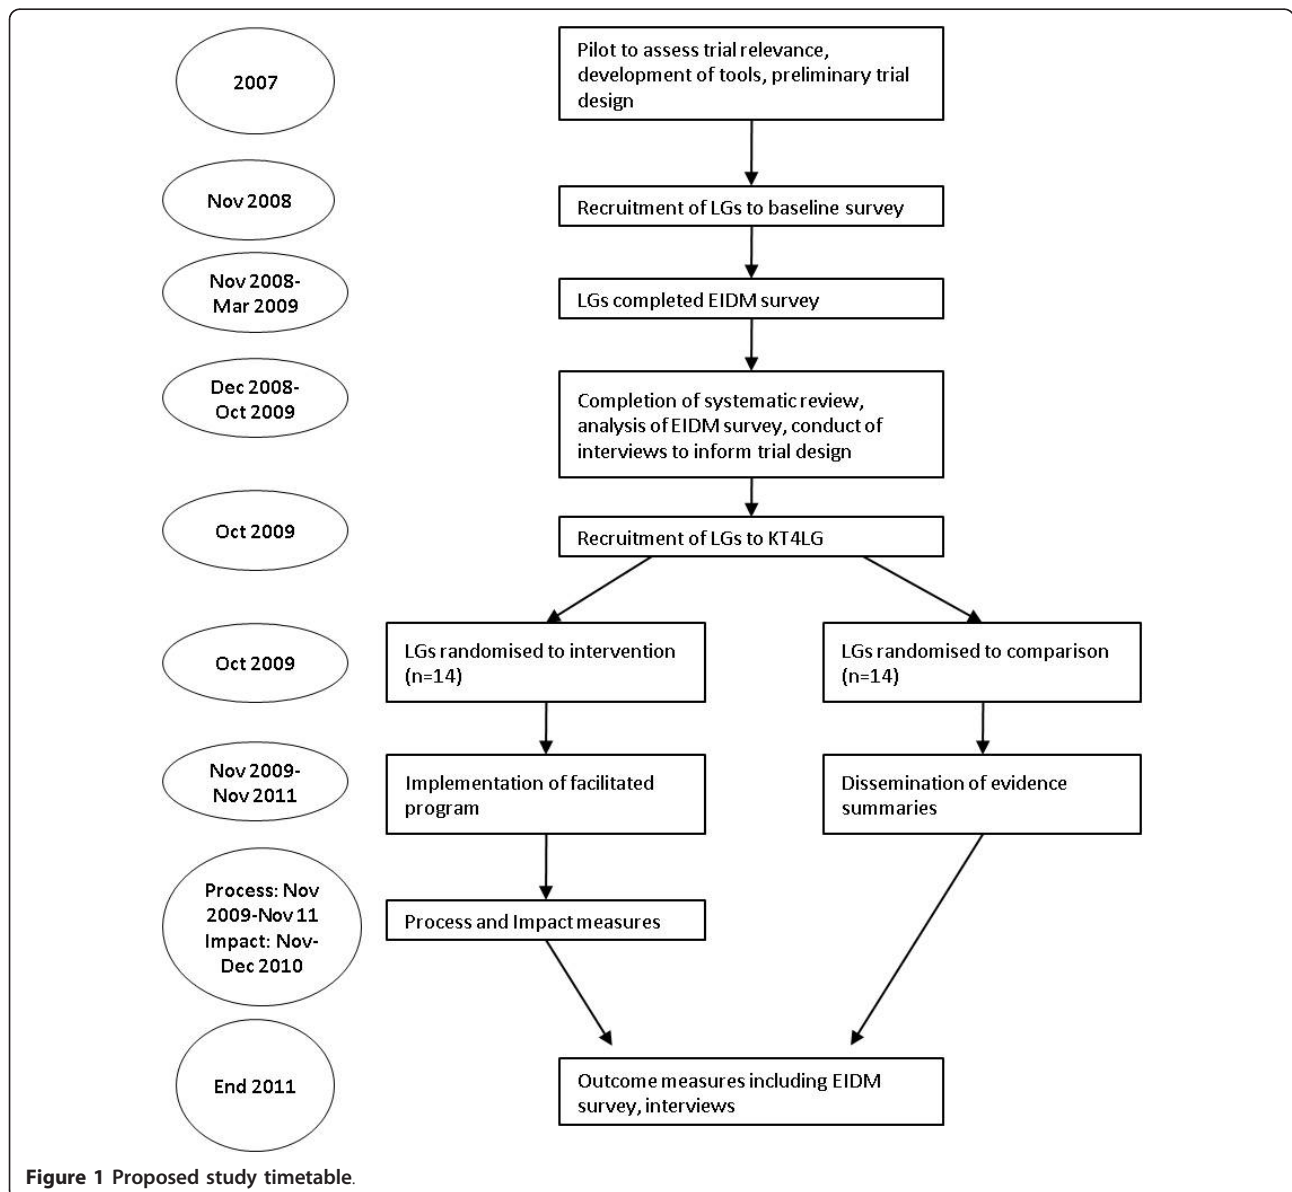 2007
Pilot to assess trial relevance,
development of tools, preliminary trial
design
Nov 2008
Recruitment of LGs to baseline survey
Nov 2008-
Mar 2009
LGs completed EIDM survey
Dec 2008-
Oct 2009
Completion of systematic review,
analysis of EIDM survey, conduct of
interviews to inform trial design
Oct 2009
Recruitment of LGs to KT4LG
Oct 2009
LGs randomised to intervention
(n=14)
LGs randomised to comparison
(n=14)
Nov 2009-
Nov 2011
Implementation of facilitated
program
Dissemination of evidence
summaries
Process: Nov
2009-Nov 11
Impact: Nov-
Dec 2010
Process and Impact measures
End 2011
Outcome measures including EIDM
survey, interviews
Figure 1 Proposed study timetable.